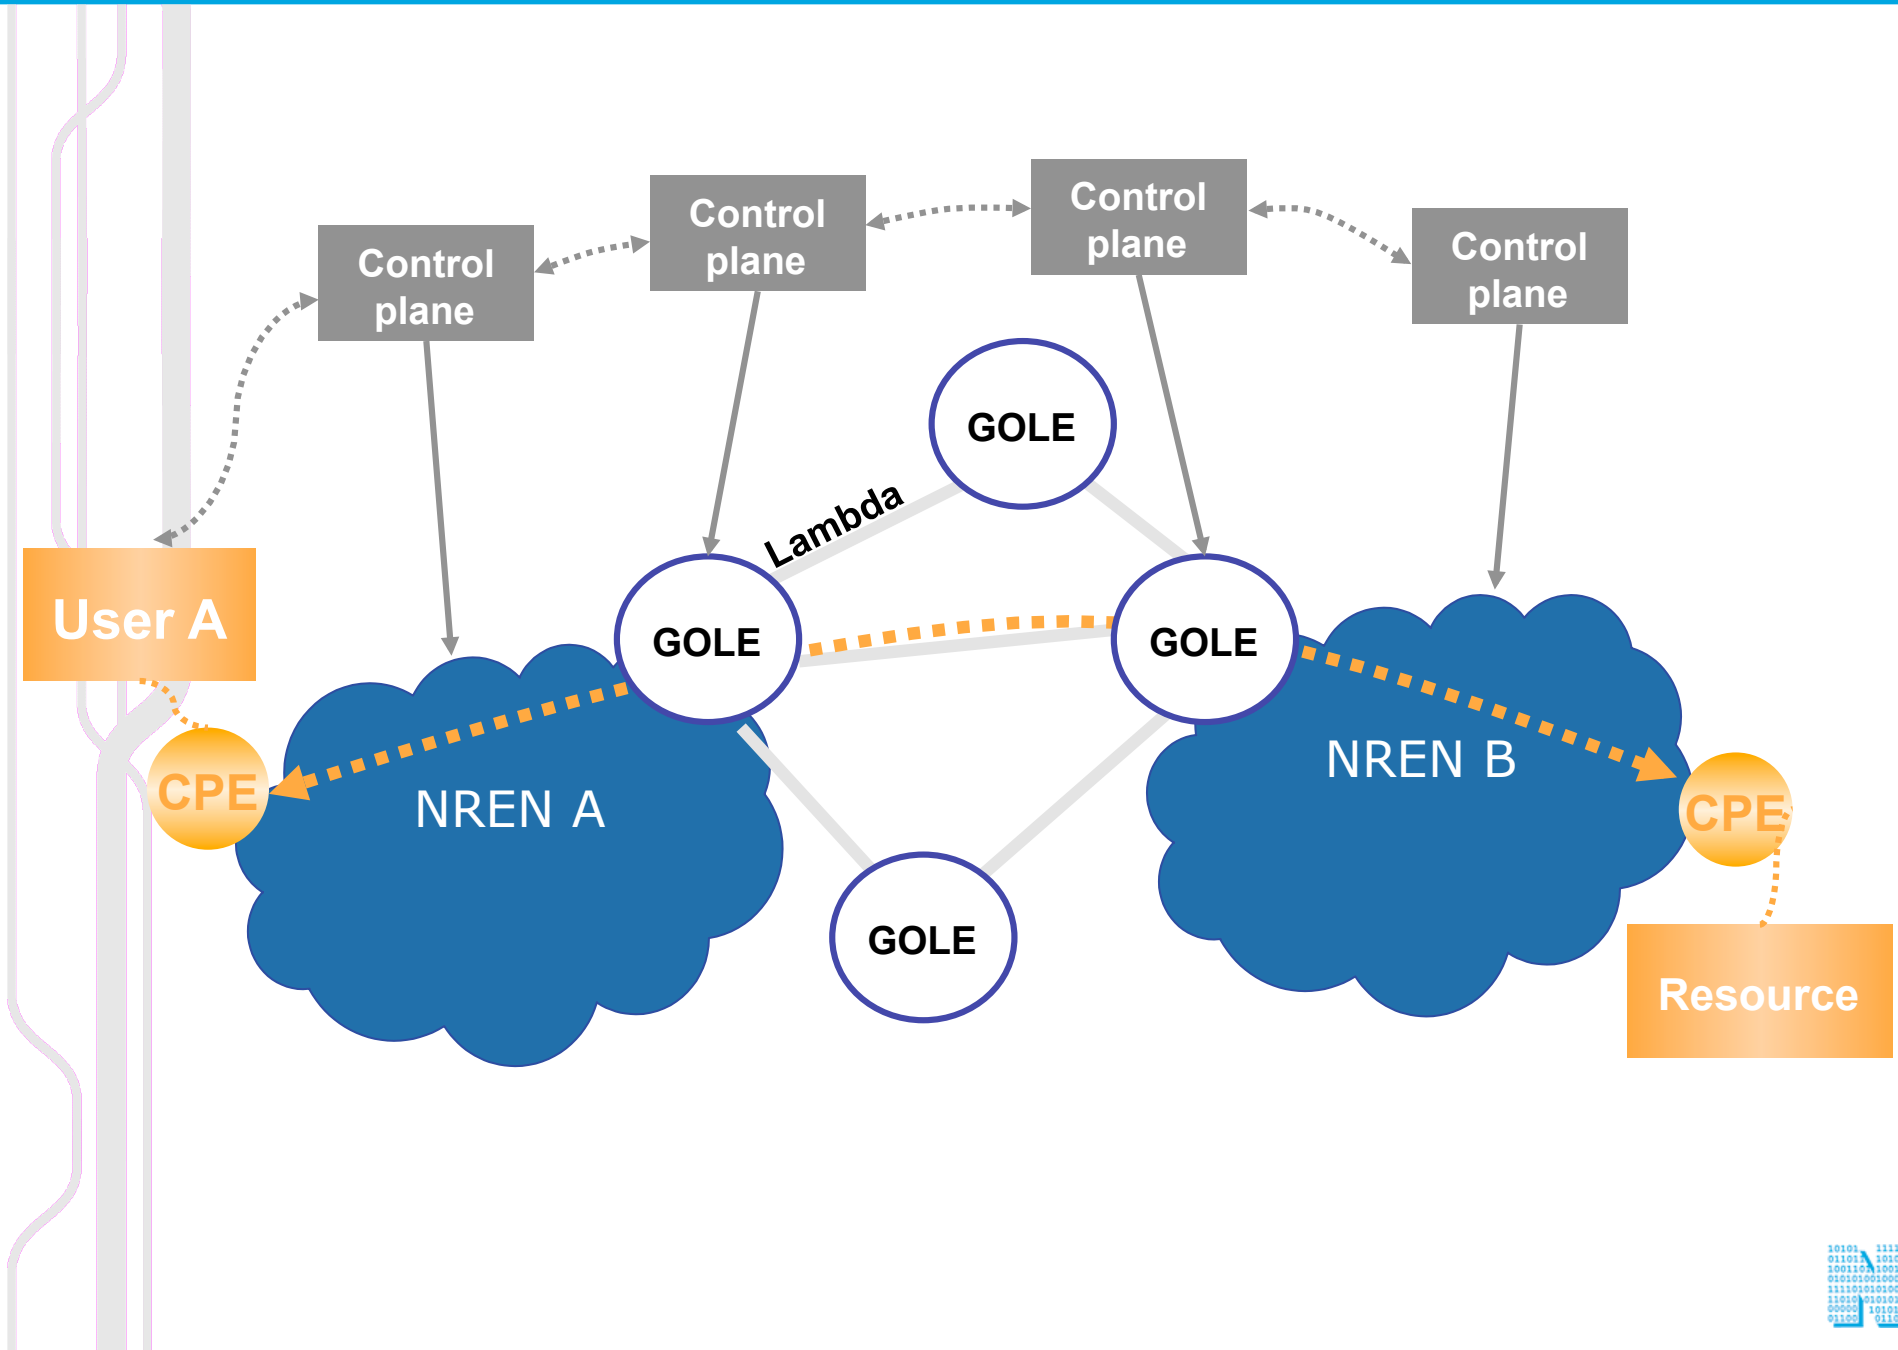 Control
plane
Control
plane
Control
plane
Control
plane
GOLE
Lambda
User A
GOLE
GOLE
NREN B
CPE
NREN A
CPE
GOLE
Resource